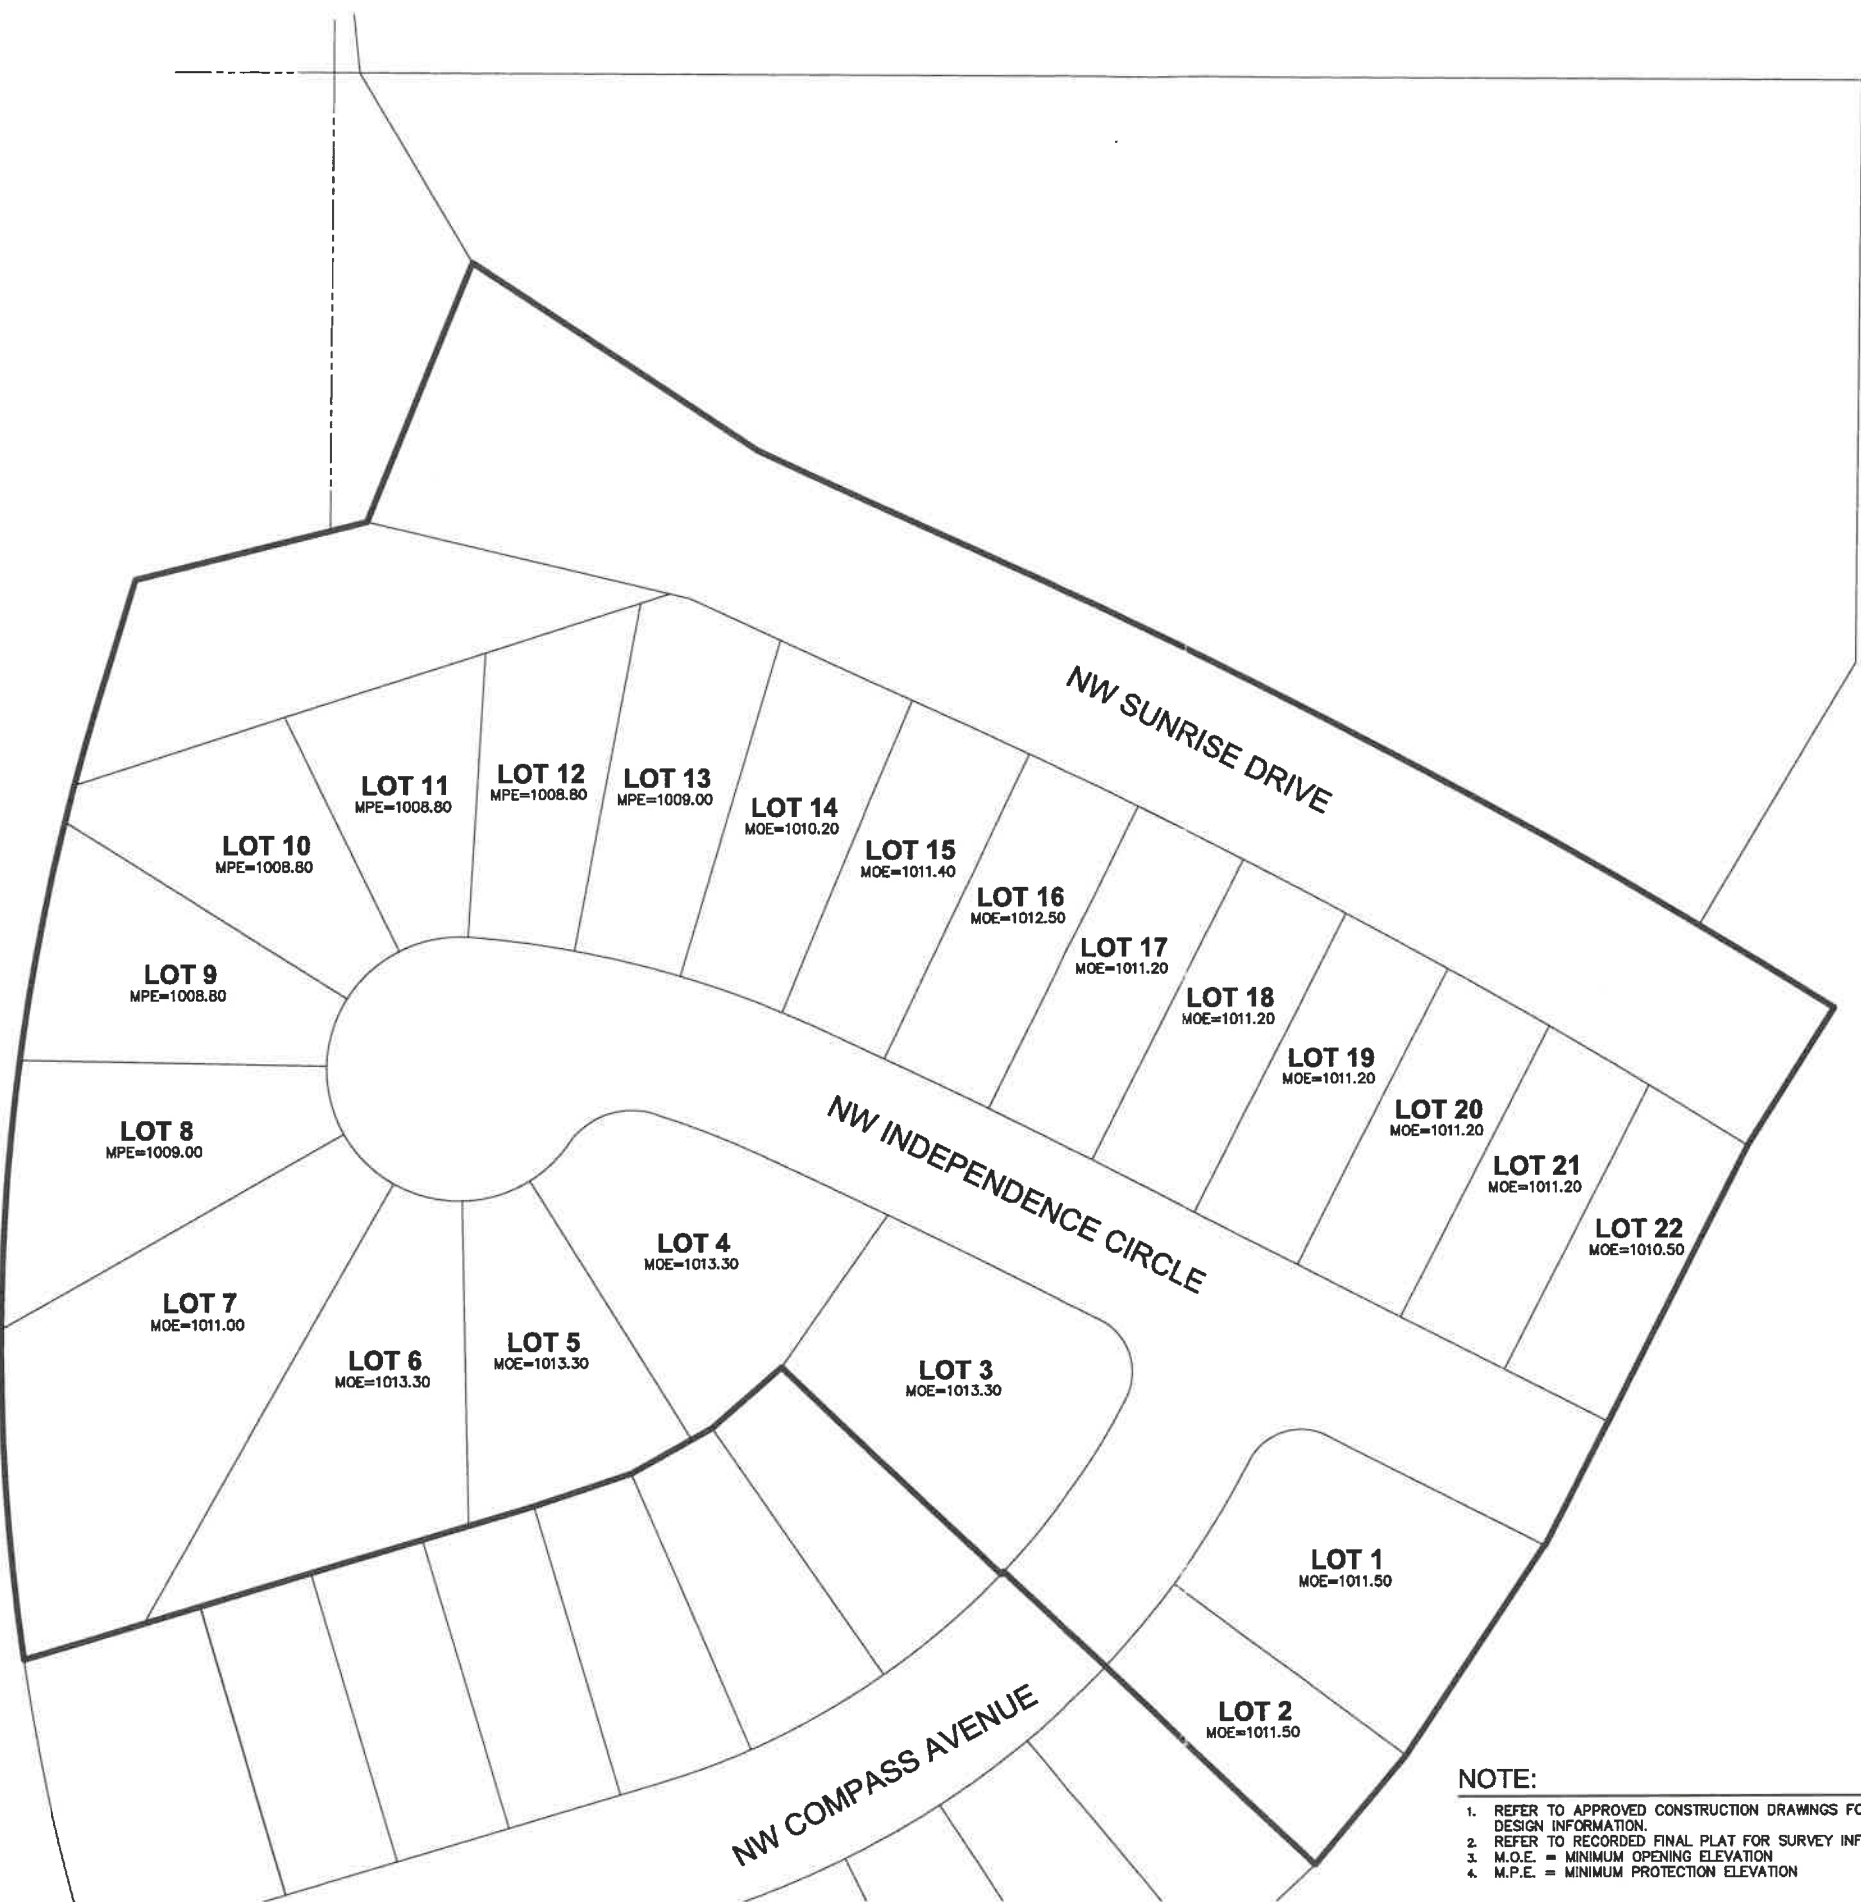 NW SUNRISE DRIVE
LOT 11
MPE=1008.80
LOT 12
MPE=1008.80
LOT 13
MPE=1009.00
LOT 14
MOE=1010.20
LOT 10
MPE=1008.80
LOT 15
MOE=1011.40
LOT 16
MOE=1012.50
LOT 17
MOE=1011.20
LOT 9
MPE=1008.80
LOT 18
MOE=1011.20
LOT 19
MOE=1011.20
LOT 20
MOE=1011.20
LOT 8
MPE=1009.00
LOT 21
MOE=1011.20
NW INDEPENDENCE CIRCLE
LOT 22
MOE=1010.50
LOT 4
MOE=1013.30
LOT 7
MOE=1011.00
LOT 5
MOE=1013.30
LOT 6
MOE=1013.30
LOT 3
MOE=1013.30
LOT 1
MOE=1011.50
LOT 2
MOE=1011.50
NW COMPASS AVENUE
NOTE:
1. REFER TO APPROVED CONSTRUCTION DRAWINGS FO
DESIGN INFORMATION.
2. REFER TO RECORDED FINAL PLAT FOR SURVEY INF
3. M.O.E. = MINIMUM OPENING ELEVATION
4. M.P.E. = MINIMUM PROTECTION ELEVATION